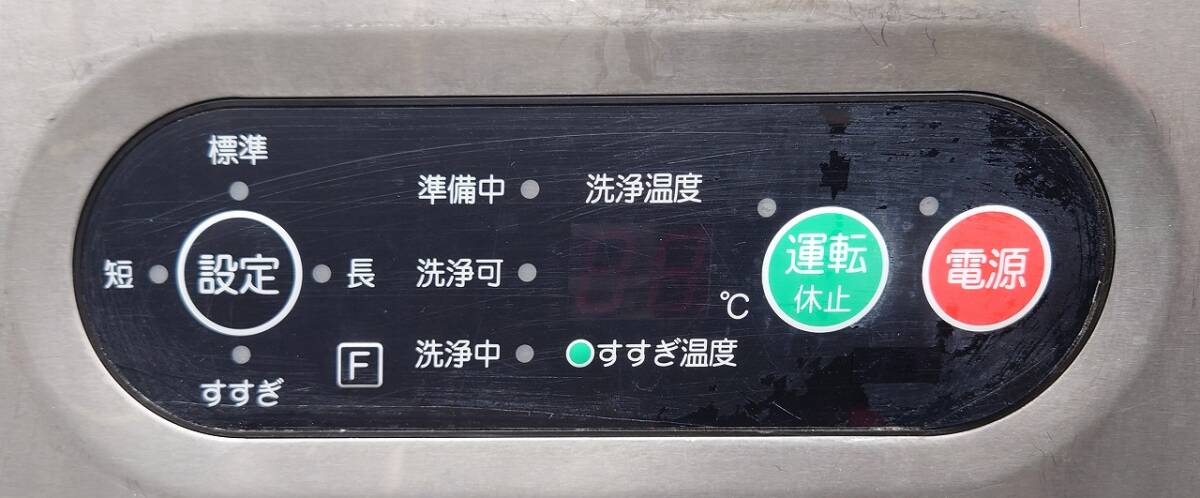 標準
短
設定
長
すすぎ
F
準備中
洗浄可
洗浄中
洗浄温度
℃
すすぎ温度
運転
休止
電源